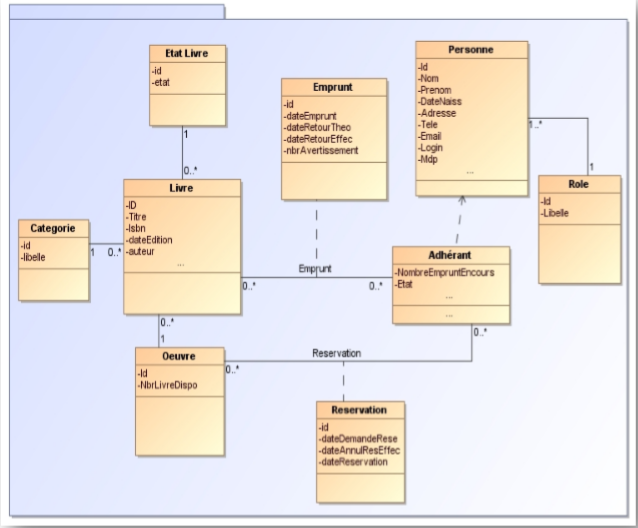 Etat Livre
-id
-etat
1
0..*
Emprunt
-id
-dateEmprunt
-dateRetourTheo
-dateRetourEffec
-nbrAvertissement
Personne
-Id
-Nom
-Prenom
-DateNaiss
-Adresse
-Tele
-Email
-Login
-Mdp
...
1..*
1
Role
-Id
-Libelle
Livre
-ID
-Titre
-Isbn
-dateEdition
-auteur
...
Categorie
-id
-libelle
1
0..*
Emprunt
0..*
0..*
Adhérant
-NombreEmpruntEncours
-Etat
...
...
0..*
1
0..*
Oeuvre
-Id
-NbrLivreDispo
Reservation
0..*
Reservation
-id
-dateDemandeRese
-dateAnnulResEffec
-dateReservation